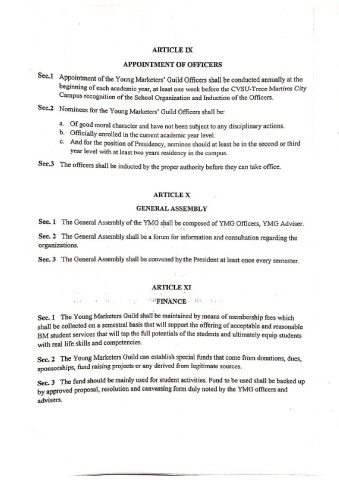 ARTICLE IX
APPOINTMENT OF OFFICERS
Sec.1 Appointment of the Young Marketers' Guild Officers shall be conducted annually at the
beginning of each academic year, at least one week before the CVSU-Trece Martires City
Campus recognition of the School Organization and Induction of the Officers.
Sec.2 Nominees for the Young Marketers' Guild Officers shall be:
a. Of good moral character and have not been subject to any disciplinary actions.
b. Officially enrolled in the current academic year level.
c. And for the position of Presidency, nominee should at least be in the second or third
year level with at least two years residency in the campus.
Sec.3 The officers shall be inducted by the proper authority before they can take office.
ARTICLE X
GENERAL ASSEMBLY
Sec. 1 The General Assembly of the YMG shall be composed of YMG Officers, YMG Adviser.
Sec. 2 The General Assembly shall be a forum for information and consultation regarding the
organizations.
Sec. 3 The General Assembly shall be convened by the President at least once every semester.
ARTICLE XI
FINANCE
Sec. 1 The Young Marketers Guild shall be maintained by means of membership fees which
shall be collected on a semestral basis that will support the offering of acceptable and reasonable
BM student services that will tap the full potentials of the students and ultimately equip students
with real life skills and competencies.
Sec. 2 The Young Marketers Guild can establish special funds that come from donations, dues,
sponsorships, fund raising projects or any derived from legitimate sources.
Sec. 3 The fund should be mainly used for student activities. Fund to be used shall be backed up
by approved proposal, resolution and canvassing form duly noted by the YMG officers and
advisers.